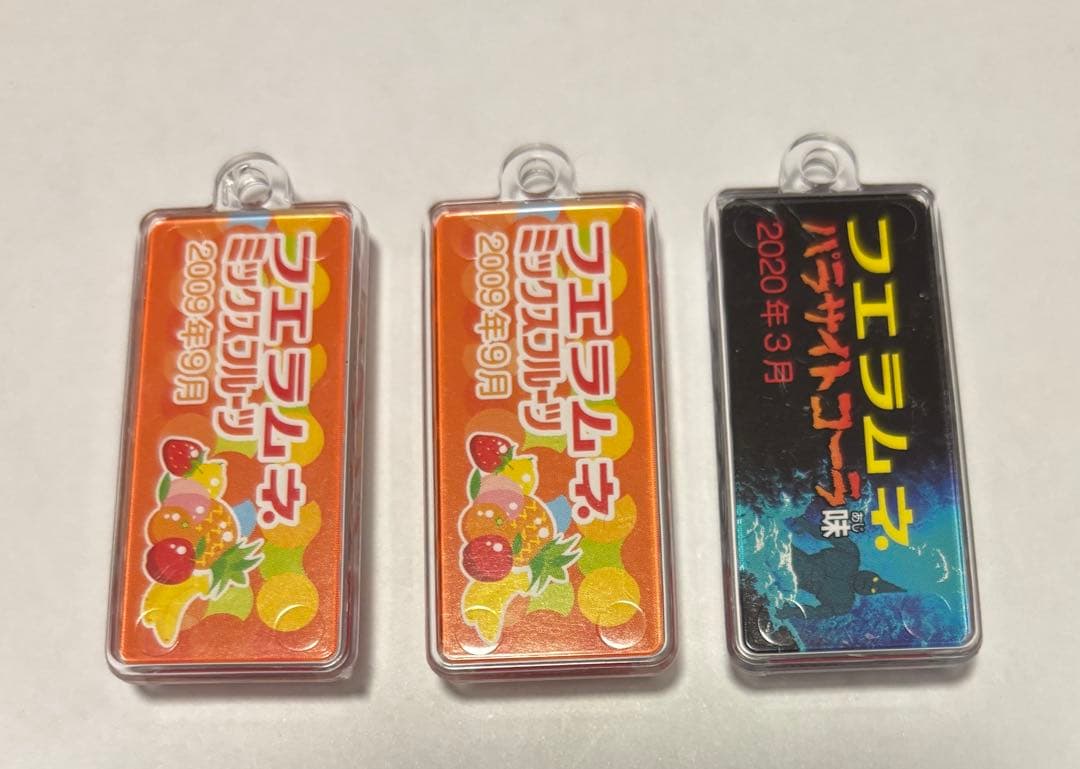 フエラムネ
ミックスフルーツ
2009年9月
フエラムネ
ミックスフルーツ
2009年9月
フエラムネ
パラサイトコーラ味
あじ
2020年3月